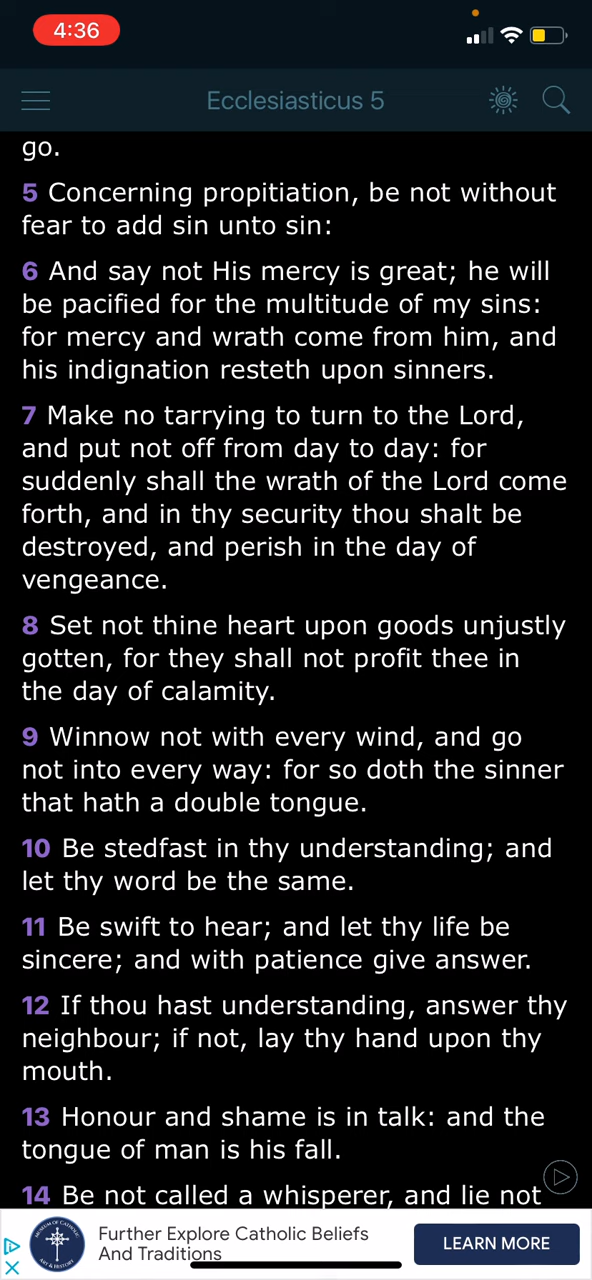 4:36
Ecclesiasticus 5
go.
5 Concerning propitiation, be not without
fear to add sin unto sin:
6 And say not His mercy is great; he will
be pacified for the multitude of my sins:
for mercy and wrath come from him, and
his indignation resteth upon sinners.
7 Make no tarrying to turn to the Lord,
and put not off from day to day: for
suddenly shall the wrath of the Lord come
forth, and in thy security thou shalt be
destroyed, and perish in the day of
vengeance.
8 Set not thine heart upon goods unjustly
gotten, for they shall not profit thee in
the day of calamity.
9 Winnow not with every wind, and go
not into every way: for so doth the sinner
that hath a double tongue.
10 Be stedfast in thy understanding; and
let thy word be the same.
11 Be swift to hear; and let thy life be
sincere; and with patience give answer.
12 If thou hast understanding, answer thy
neighbour; if not, lay thy hand upon thy
mouth.
13 Honour and shame is in talk: and the
tongue of man is his fall.
14 Be not called a whisperer, and lie not
MUSEUM OF CATHOLIC
ART & HISTORY
Further Explore Catholic Beliefs
And Traditions
LEARN MORE